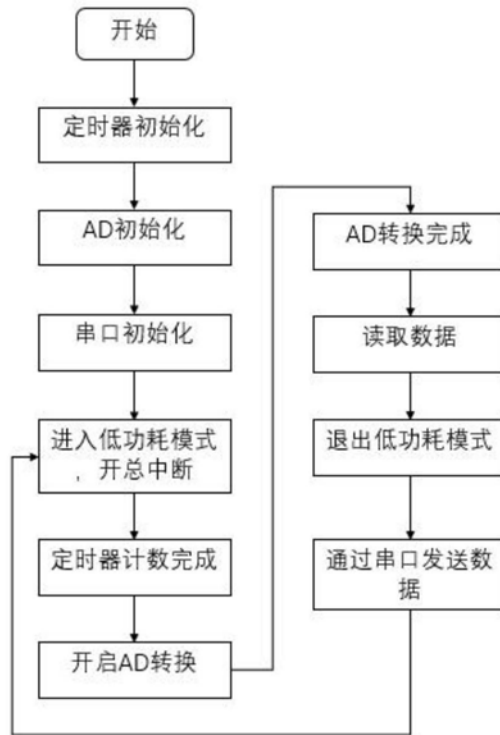 开始
定时器初始化
AD初始化
串口初始化
进入低功耗模式
，开总中断
定时器计数完成
开启AD转换
AD转换完成
读取数据
退出低功耗模式
通过串口发送数
据